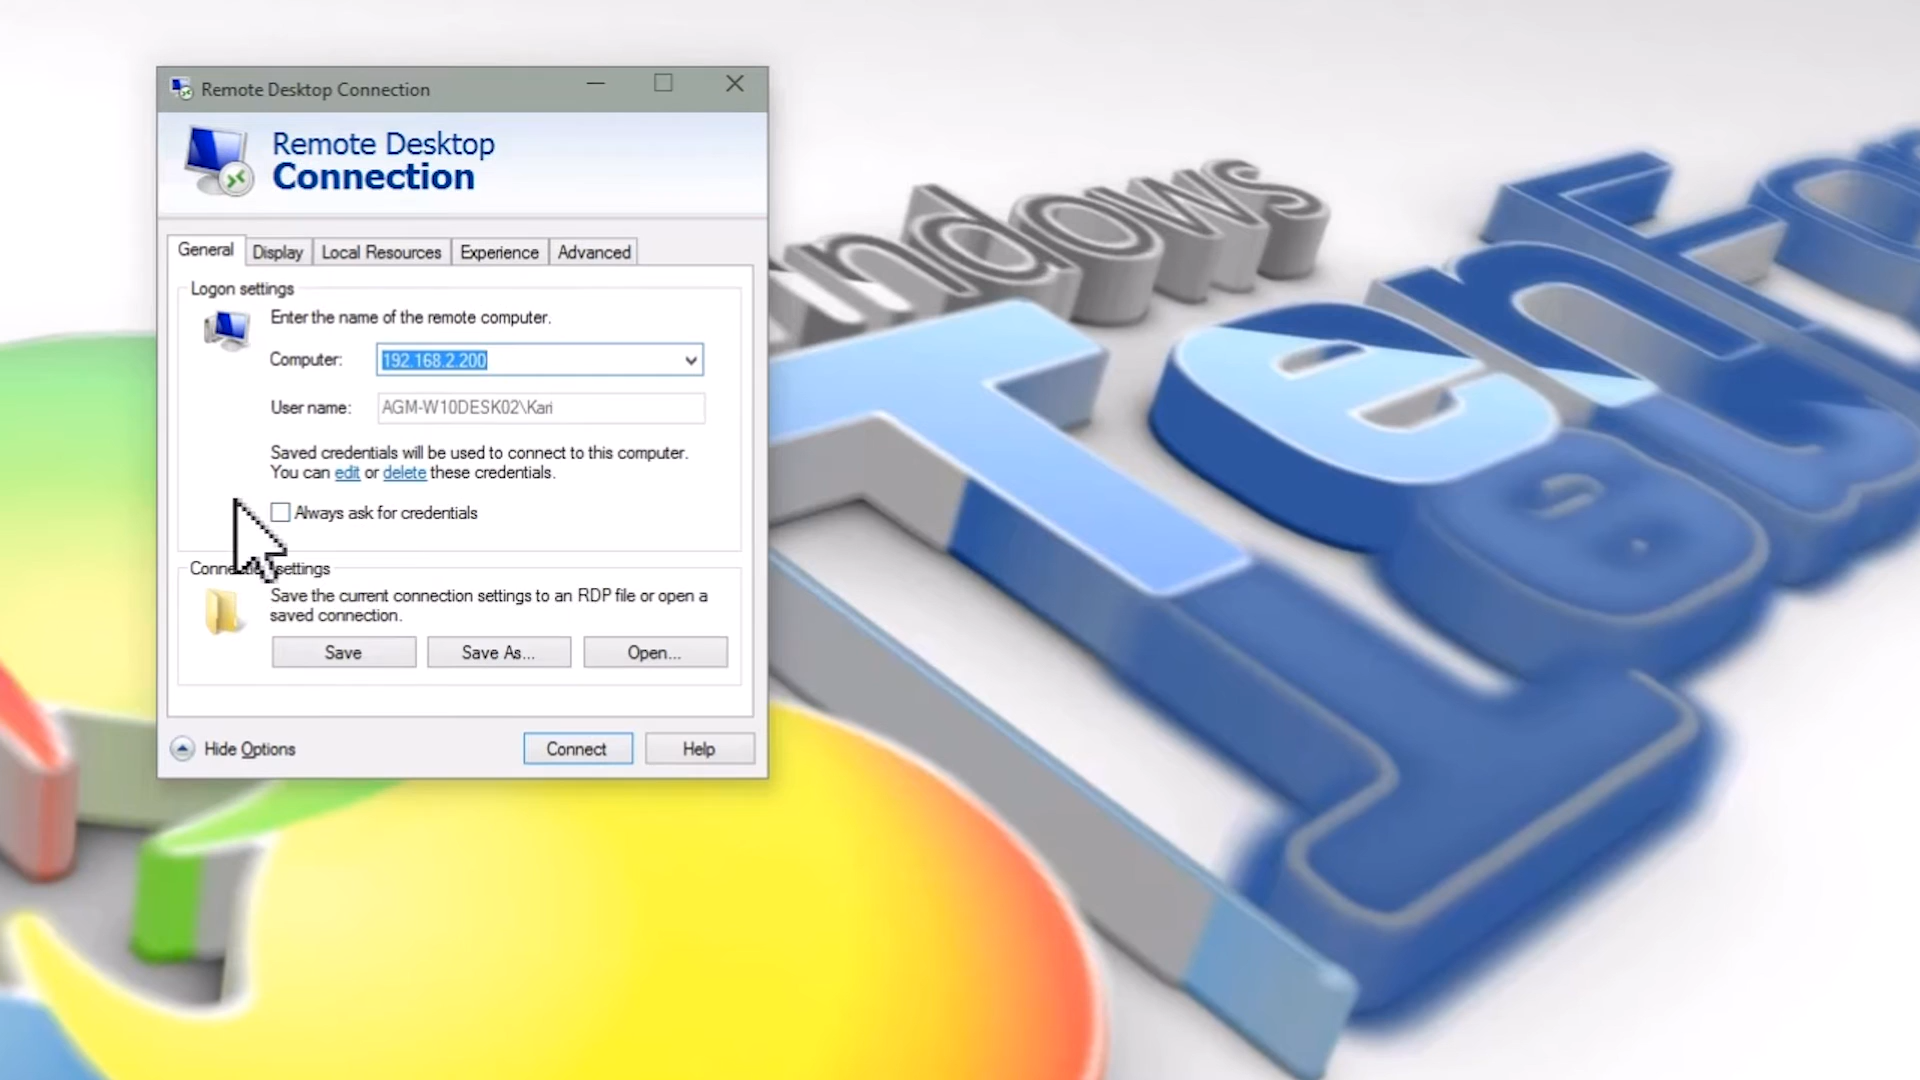 Remote Desktop Connection
Remote Desktop
Connection
General
Display
Local Resources
Experience
Advanced
Logon settings
Enter the name of the remote computer.
Computer:
192.168.2.200
User name:
AGM-W10DESK02\Kari
Saved credentials will be used to connect to this computer.
You can edit or delete these credentials.
Always ask for credentials
settings
Save the current connection settings to an RDP file or open a
saved connection.
Save
Save As...
Open...
Hide Options
Connect
Help
Ten